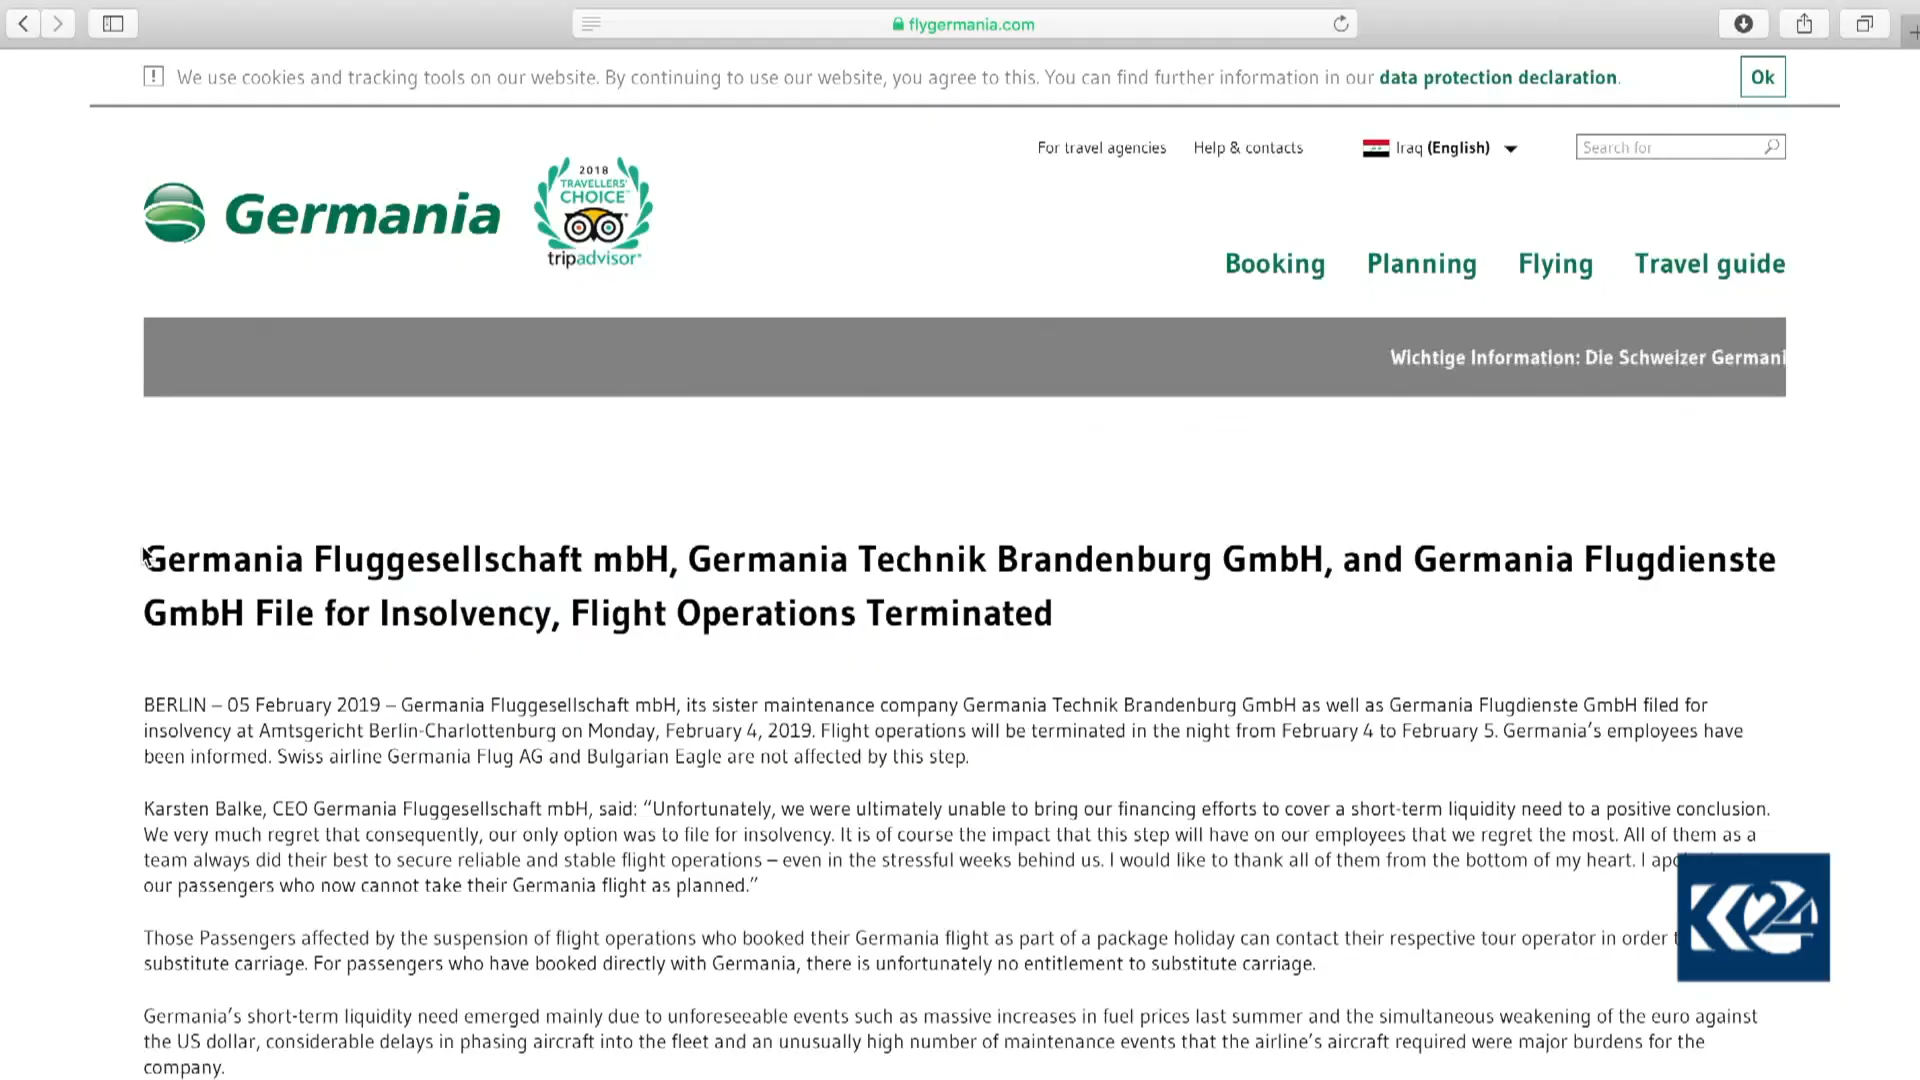 flygermania.com
We use cookies and tracking tools on our website. By continuing to use our website, you agree to this. You can find further information in our data protection declaration.
Ok
For travel agencies Help & contacts Iraq (English) Search for
Germania
2018
TRAVELLERS'
CHOICE
tripadvisor
Booking Planning Flying Travel guide
Wichtige Information: Die Schweizer Germani
Germania Fluggesellschaft mbH, Germania Technik Brandenburg GmbH, and Germania Flugdienste
GmbH File for Insolvency, Flight Operations Terminated
BERLIN – 05 February 2019 – Germania Fluggesellschaft mbH, its sister maintenance company Germania Technik Brandenburg GmbH as well as Germania Flugdienste GmbH filed for
insolvency at Amtsgericht Berlin-Charlottenburg on Monday, February 4, 2019. Flight operations will be terminated in the night from February 4 to February 5. Germania’s employees have
been informed. Swiss airline Germania Flug AG and Bulgarian Eagle are not affected by this step.
Karsten Balke, CEO Germania Fluggesellschaft mbH, said: “Unfortunately, we were ultimately unable to bring our financing efforts to cover a short-term liquidity need to a positive conclusion.
We very much regret that consequently, our only option was to file for insolvency. It is of course the impact that this step will have on our employees that we regret the most. All of them as a
team always did their best to secure reliable and stable flight operations – even in the stressful weeks behind us. I would like to thank all of them from the bottom of my heart. I
our passengers who now cannot take their Germania flight as planned.”
Those Passengers affected by the suspension of flight operations who booked their Germania flight as part of a package holiday can contact their respective tour operator in order
substitute carriage. For passengers who have booked directly with Germania, there is unfortunately no entitlement to substitute carriage.
K24
Germania’s short-term liquidity need emerged mainly due to unforeseeable events such as massive increases in fuel prices last summer and the simultaneous weakening of the euro against
the US dollar, considerable delays in phasing aircraft into the fleet and an unusually high number of maintenance events that the airline’s aircraft required were major burdens for the
company.